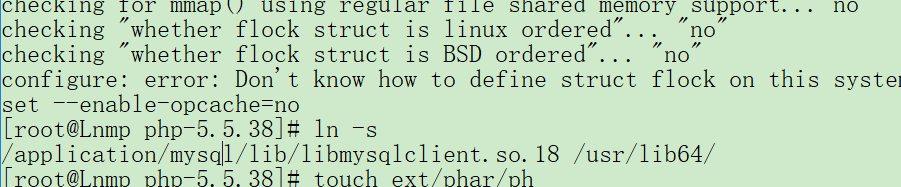 checking for mmap() using regular file shared memory support... no
checking "whether flock struct is linux ordered"... "no"
checking "whether flock struct is BSD ordered"... "no"
configure: error: Don't know how to define struct flock on this system
set --enable-opcache=no
[root@Lnmp php-5.5.38]# ln -s
/application/mysql/lib/libmysqlclient.so.18 /usr/lib64/
[root@Lnmp php-5.5.38]# touch ext/phar/ph